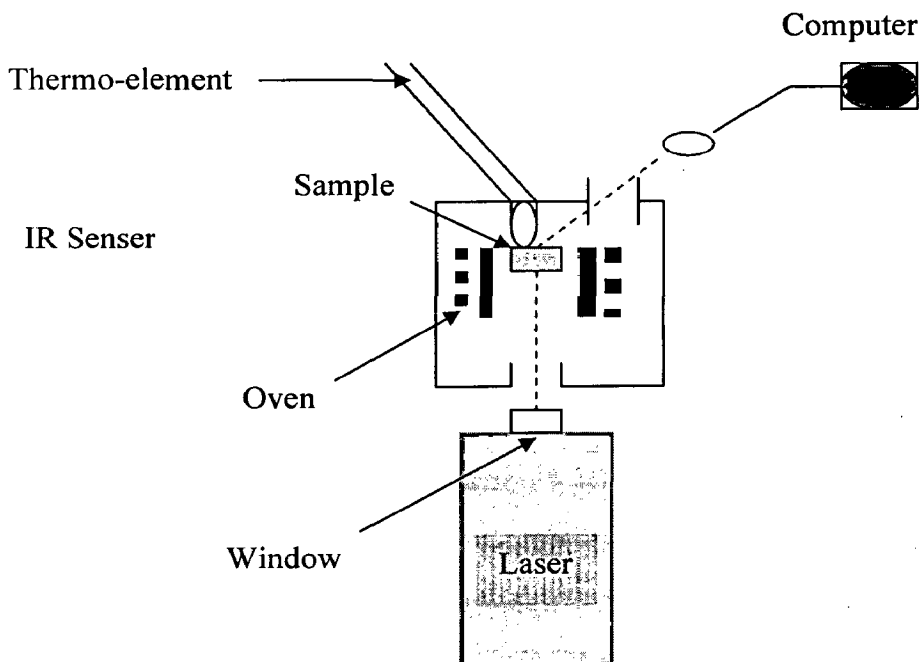 Computer
Thermo-element
Sample
IR Senser
Oven
Window
Laser